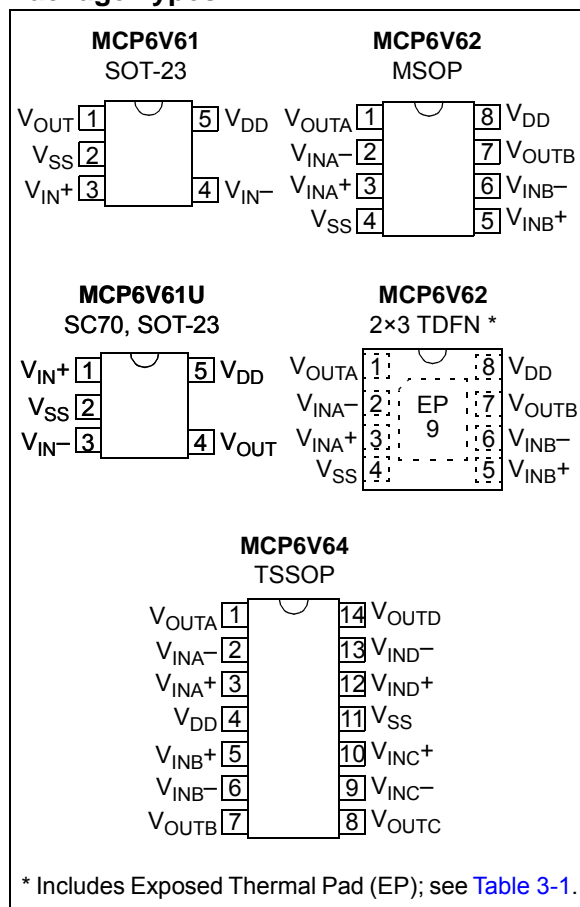 MCP6V61
SOT-23
VOUT 1
5 VDD
VSS 2
VIN+ 3
4 VIN–
MCP6V62
MSOP
VOUTA 1
8 VDD
VINA– 2
7 VOUTB
VINA+ 3
6 VINB–
VSS 4
5 VINB+
MCP6V61U
SC70, SOT-23
VIN+ 1
5 VDD
VSS 2
VIN– 3
4 VOUT
MCP6V62
2×3 TDFN *
VOUTA 1
8 VDD
VINA– 2
EP
7 VOUTB
9
VINA+ 3
6 VINB–
VSS 4
5 VINB+
MCP6V64
TSSOP
VOUTA 1
14 VOUTD
VINA– 2
13 VIND–
VINA+ 3
12 VIND+
VDD 4
11 VSS
VINB+ 5
10 VINC+
VINB– 6
9 VINC–
VOUTB 7
8 VOUTC
* Includes Exposed Thermal Pad (EP); see Table 3-1.